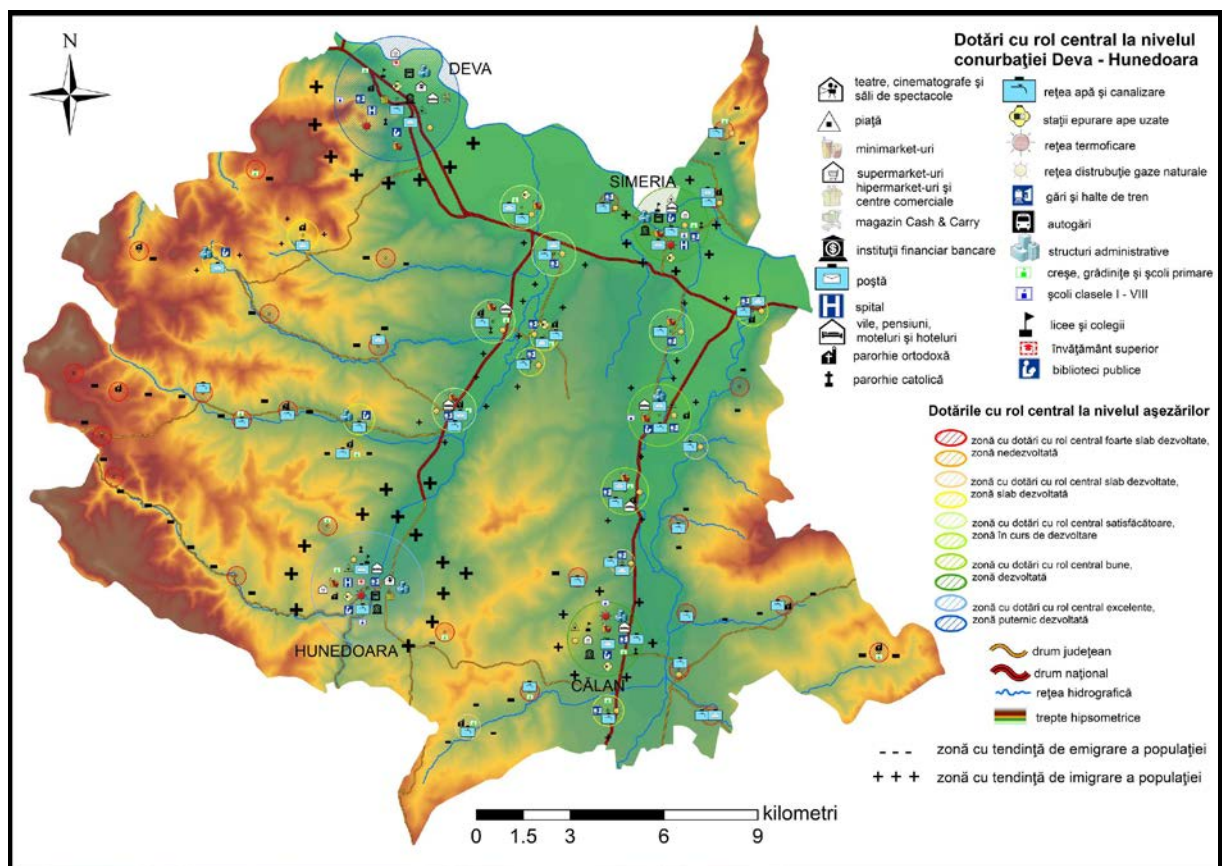 N
DEVA
SIMERIA
HUNEDOARA
CĂLAN
Dotări cu rol central la nivelul
conurbației Deva - Hunedoara
teatre, cinematografe și
săli de spectacole
piață
minimarket-uri
supermarket-uri
hipermarket-uri și
centre comerciale
magazin Cash & Carry
instituții financiar bancare
poștă
spital
vile, pensiuni,
moteluri și hoteluri
parorhie ortodoxă
parorhie catolică
rețea apă și canalizare
stații epurare ape uzate
rețea termoficare
rețea distrubuție gaze naturale
gări și halte de tren
autogări
structuri administrative
creșe, grădinițe și școli primare
școli clasele I - VIII
licee și colegii
învățământ superior
biblioteci publice
Dotările cu rol central la nivelul așezărilor
zonă cu dotări cu rol central foarte slab dezvoltate,
zonă nedezvoltată
zonă cu dotări cu rol central slab dezvoltate,
zonă slab dezvoltată
zonă cu dotări cu rol central satisfăcătoare,
zonă în curs de dezvoltare
zonă cu dotări cu rol central bune,
zonă dezvoltată
zonă cu dotări cu rol central excelente,
zonă puternic dezvoltată
drum județean
drum național
rețea hidrografică
trepte hipsometrice
zonă cu tendință de emigrare a populației
zonă cu tendință de imigrare a populației
kilometri
0 1.5 3 6 9